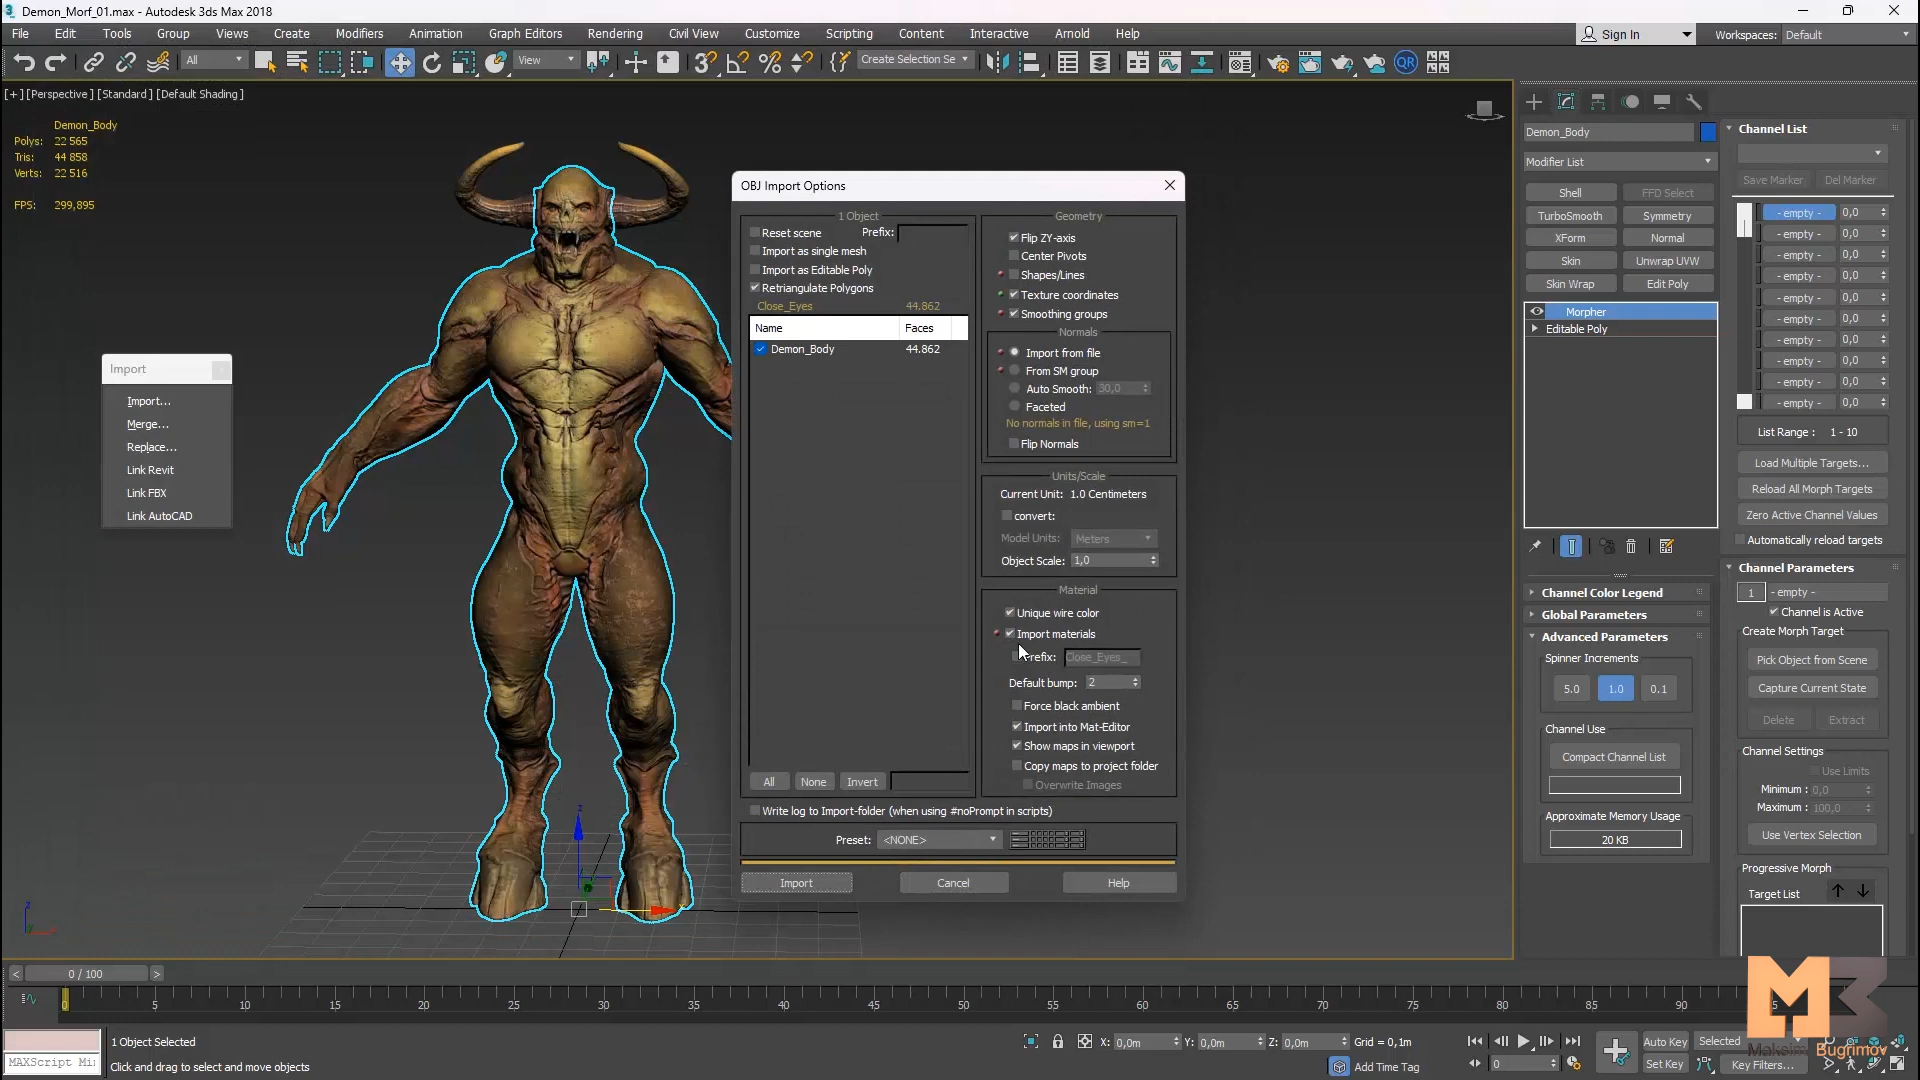 Demon_Morf_01.max - Autodesk 3ds Max 2018
File Edit Tools Group Views Create Modifiers Animation Graph Editors Rendering Civil View Customize Scripting Content Interactive Arnold Help
Sign In Workspaces: Default
All View Create Selection Se
[+] [Perspective] [Standard] [Default Shading]
Demon_Body
Polys: 22 565
Tris: 44 858
Verts: 22 516
FPS: 299,895
Import
Import...
Merge...
Replace...
Link Revit
Link FBX
Link AutoCAD
OBJ Import Options
1 Object
Reset scene Prefix:
Import as single mesh
Import as Editable Poly
Retriangulate Polygons
Close_Eyes 44.862
Name Faces
Demon_Body 44.862
All None Invert
Geometry
Flip ZY-axis
Center Pivots
Shapes/Lines
Texture coordinates
Smoothing groups
Normals
Import from file
From SM group
Auto Smooth: 30,0
Faceted
No normals in file, using sm=1
Flip Normals
Units/Scale
Current Unit: 1.0 Centimeters
convert:
Model Units: Meters
Object Scale: 1,0
Material
Unique wire color
Import materials
refix: Close_Eyes_
Default bump: 2
Force black ambient
Import into Mat-Editor
Show maps in viewport
Copy maps to project folder
Overwrite Images
Write log to Import-folder (when using #noPrompt in scripts)
Preset: <NONE>
Import Cancel Help
Demon_Body
Modifier List
Shell FFD Select
TurboSmooth Symmetry
XForm Normal
Skin Unwrap UVW
Skin Wrap Edit Poly
Morpher
Editable Poly
Channel Color Legend
Global Parameters
Advanced Parameters
Spinner Increments
5.0 1.0 0.1
Channel Use
Compact Channel List
Approximate Memory Usage
20 KB
Channel List
Save Marker Del Marker
- empty - 0,0
- empty - 0,0
- empty - 0,0
- empty - 0,0
- empty - 0,0
- empty - 0,0
- empty - 0,0
- empty - 0,0
- empty - 0,0
- empty - 0,0
List Range : 1 - 10
Load Multiple Targets...
Reload All Morph Targets
Zero Active Channel Values
Automatically reload targets
Channel Parameters
1 - empty -
Channel is Active
Create Morph Target
Pick Object from Scene
Capture Current State
Delete Extract
Channel Settings
Use Limits
Minimum : 0,0
Maximum : 100,0
Use Vertex Selection
Progressive Morph
Target List
< 0 / 100 >
5 10 15 20 25 30 35 40 45 50 55 60 65 70 75 80 85 90
MAXScript Mi
1 Object Selected
Click and drag to select and move objects
X: 0,0m Y: 0,0m Z: 0,0m Grid = 0,1m
Add Time Tag
0
Auto Key Selected
Set Key Key Filters...
Maksim Bugrimov